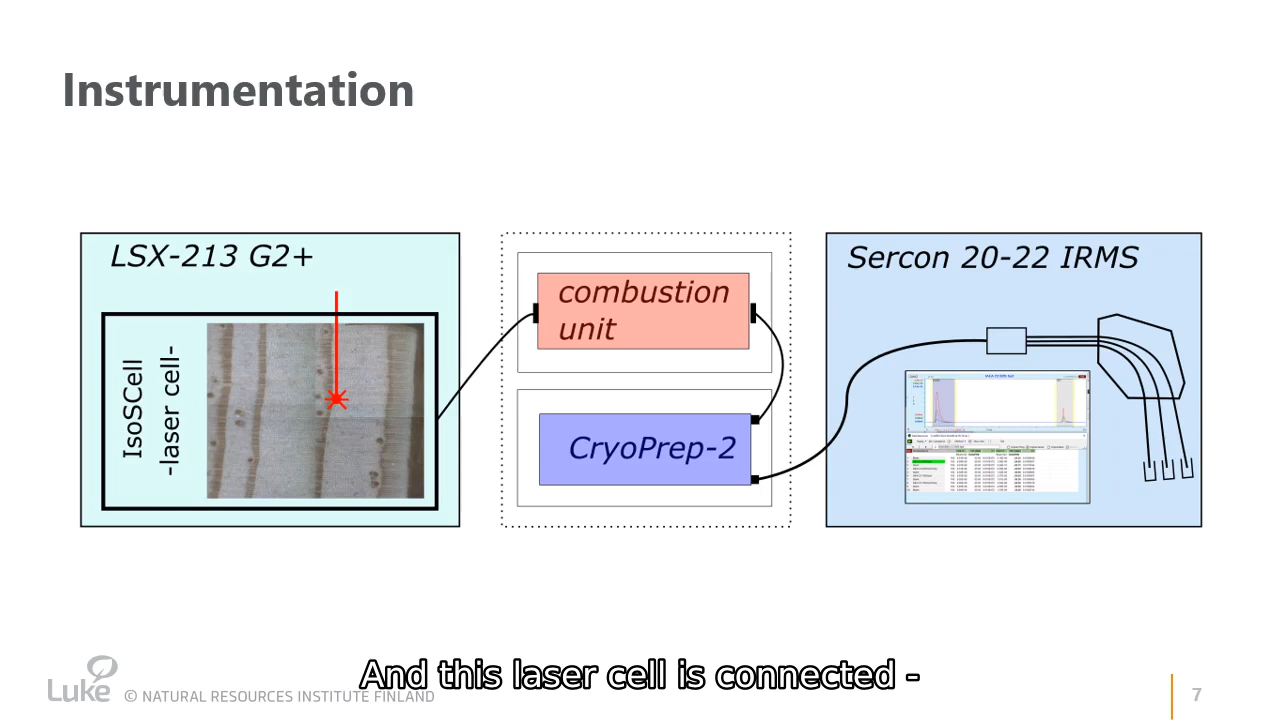 Instrumentation
LSX-213 G2+
IsoSCell
-laser cell-
combustion
unit
CryoPrep-2
Sercon 20-22 IRMS
And this laser cell is connected -
Luke
© NATURAL RESOURCES INSTITUTE FINLAND
7